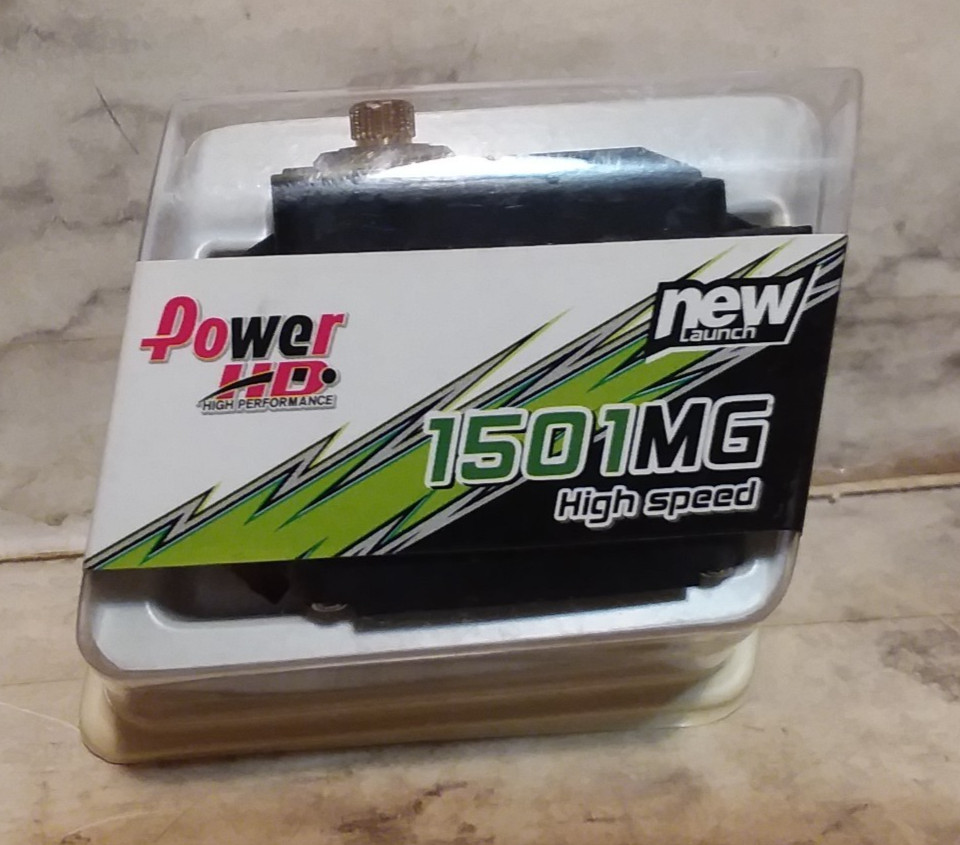 Power
HD
HIGH PERFORMANCE
new
Launch
1501MG
High speed